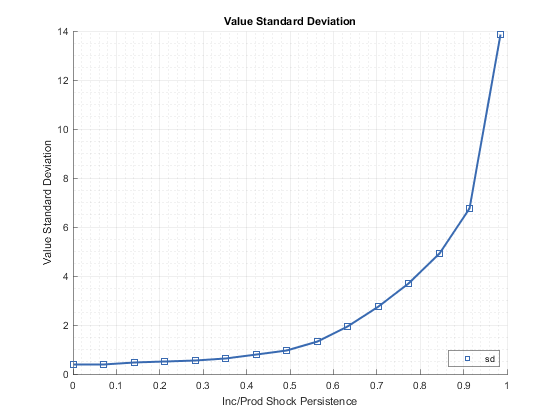 Value Standard Deviation
14
12
10
8
6
4
2
0
Value Standard Deviation
0 0.1 0.2 0.3 0.4 0.5 0.6 0.7 0.8 0.9 1
Inc/Prod Shock Persistence
sd